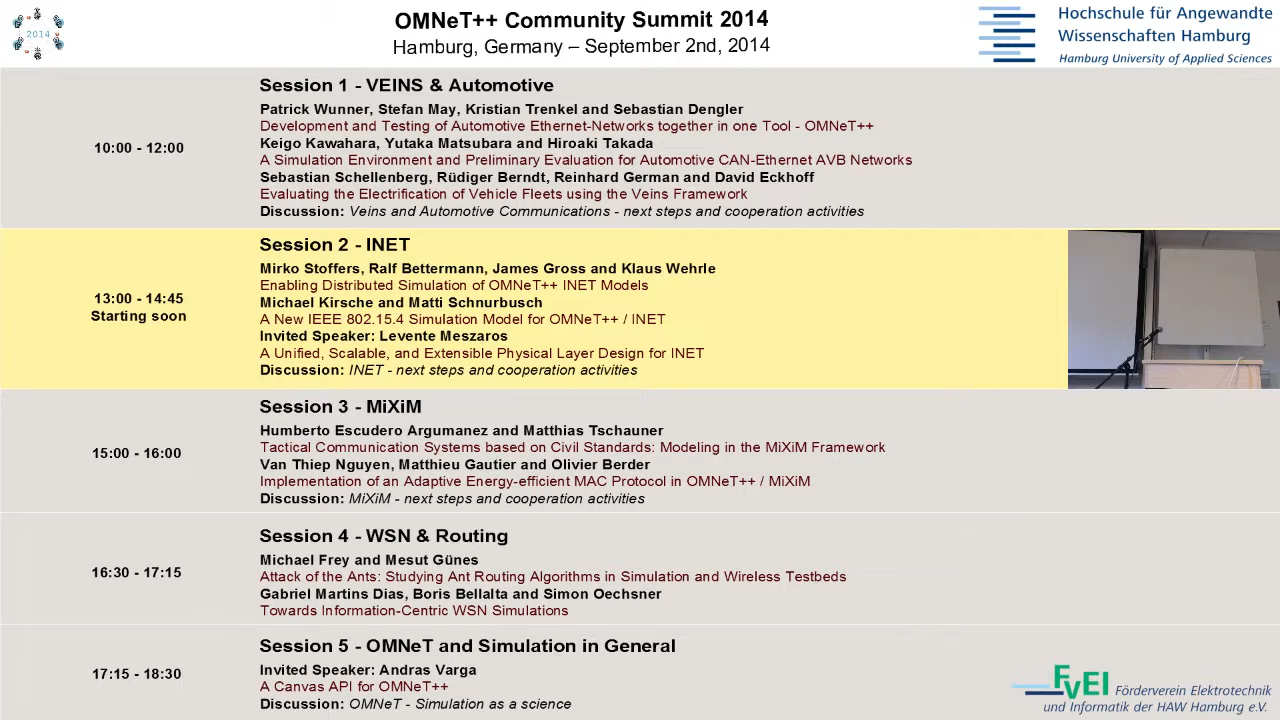 2014
OMNeT++ Community Summit 2014
Hamburg, Germany – September 2nd, 2014
Hochschule für Angewandte
Wissenschaften Hamburg
Hamburg University of Applied Sciences
10:00 - 12:00
Session 1 - VEINS & Automotive
Patrick Wunner, Stefan May, Kristian Trenkel and Sebastian Dengler
Development and Testing of Automotive Ethernet-Networks together in one Tool - OMNeT++
Keigo Kawahara, Yutaka Matsubara and Hiroaki Takada
A Simulation Environment and Preliminary Evaluation for Automotive CAN-Ethernet AVB Networks
Sebastian Schellenberg, Rüdiger Berndt, Reinhard German and David Eckhoff
Evaluating the Electrification of Vehicle Fleets using the Veins Framework
Discussion: Veins and Automotive Communications - next steps and cooperation activities
13:00 - 14:45
Starting soon
Session 2 - INET
Mirko Stoffers, Ralf Bettermann, James Gross and Klaus Wehrle
Enabling Distributed Simulation of OMNeT++ INET Models
Michael Kirsche and Matti Schnurbusch
A New IEEE 802.15.4 Simulation Model for OMNeT++ / INET
Invited Speaker: Levente Meszaros
A Unified, Scalable, and Extensible Physical Layer Design for INET
Discussion: INET - next steps and cooperation activities
15:00 - 16:00
Session 3 - MiXiM
Humberto Escudero Argumanez and Matthias Tschauner
Tactical Communication Systems based on Civil Standards: Modeling in the MiXiM Framework
Van Thiep Nguyen, Matthieu Gautier and Olivier Berder
Implementation of an Adaptive Energy-efficient MAC Protocol in OMNeT++ / MiXiM
Discussion: MiXiM - next steps and cooperation activities
16:30 - 17:15
Session 4 - WSN & Routing
Michael Frey and Mesut Günes
Attack of the Ants: Studying Ant Routing Algorithms in Simulation and Wireless Testbeds
Gabriel Martins Dias, Boris Bellalta and Simon Oechsner
Towards Information-Centric WSN Simulations
17:15 - 18:30
Session 5 - OMNeT and Simulation in General
Invited Speaker: Andras Varga
A Canvas API for OMNeT++
Discussion: OMNeT - Simulation as a science
FvEI Förderverein Elektrotechnik
und Informatik der HAW Hamburg e.V.